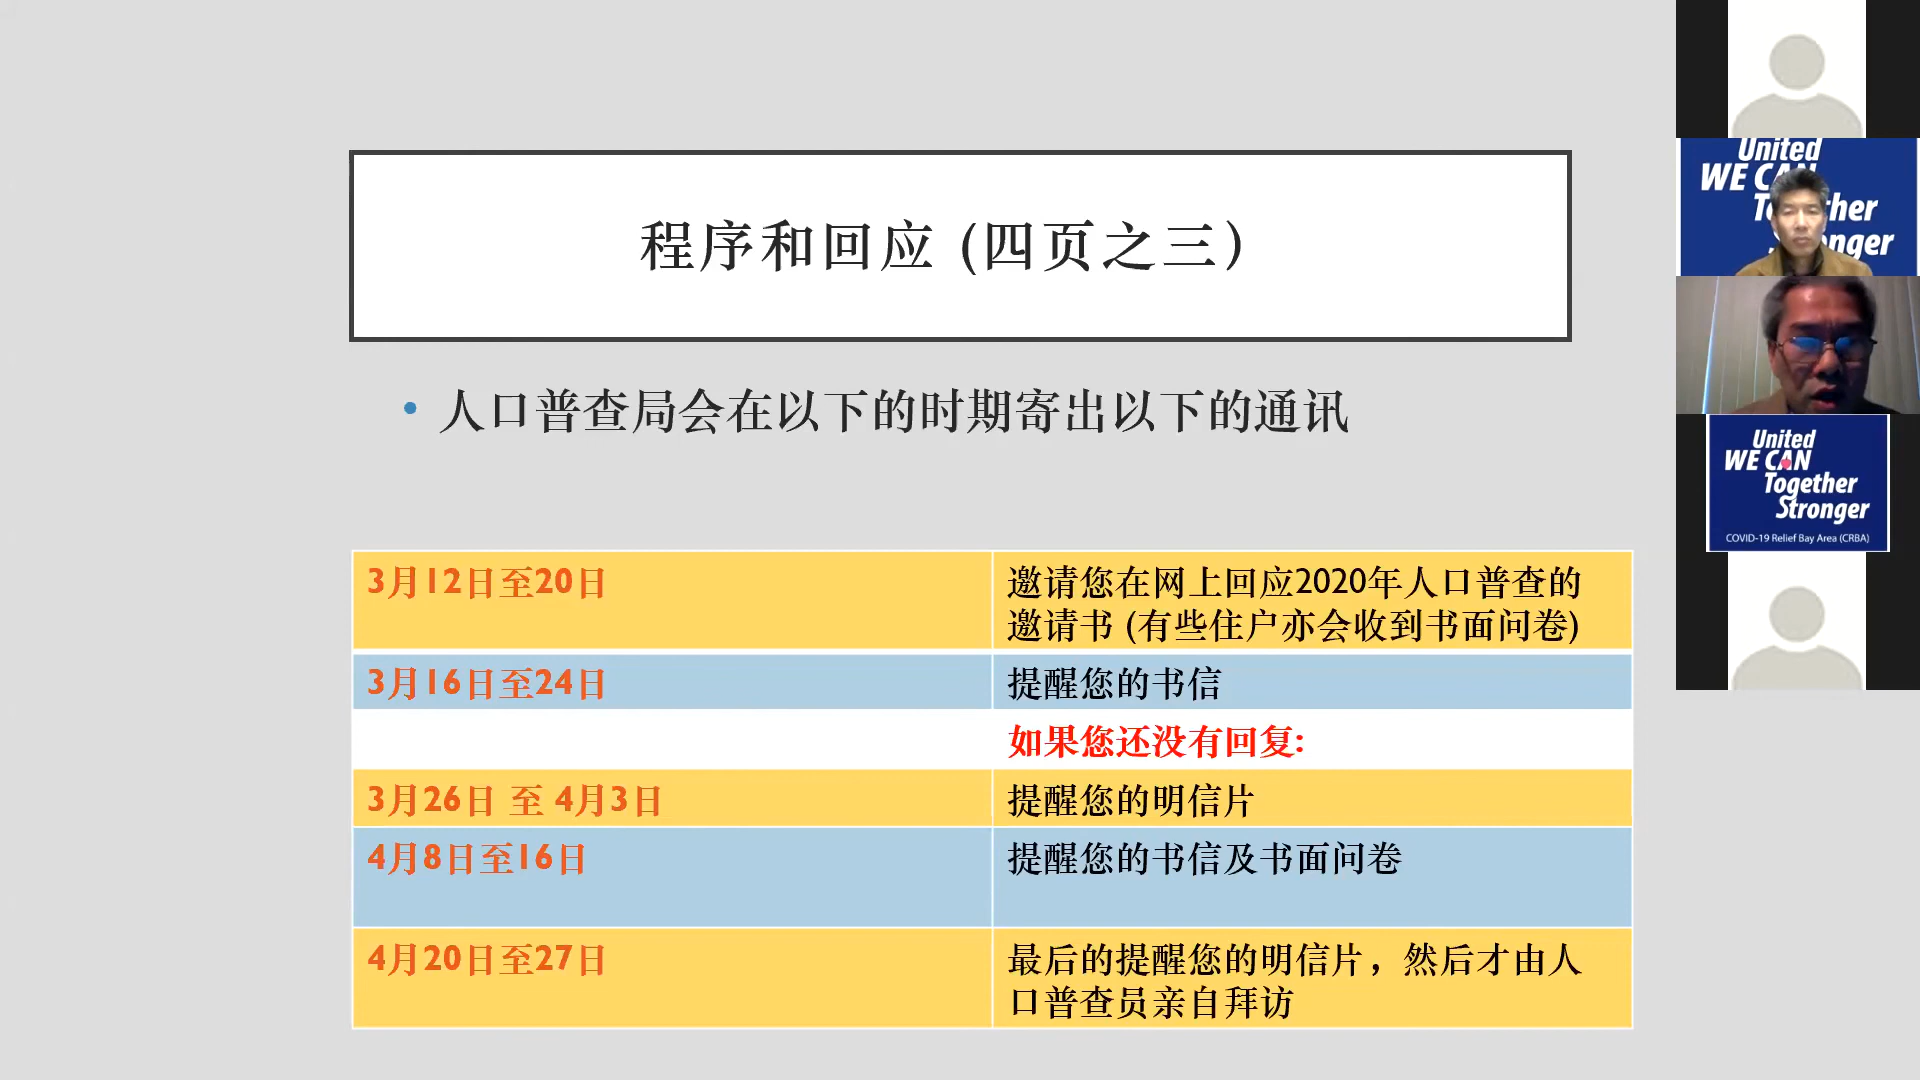 程序和回应 (四页之三)
• 人口普查局会在以下的时期寄出以下的通讯
3月12日至20日
邀请您在网上回应2020年人口普查的
邀请书 (有些住户亦会收到书面问卷)
3月16日至24日
提醒您的书信
如果您还没有回复:
3月26日 至 4月3日
提醒您的明信片
4月8日至16日
提醒您的书信及书面问卷
4月20日至27日
最后的提醒您的明信片，然后才由人
口普查员亲自拜访
United
WE CAN
Together
Stronger
United
WE CAN
Together
Stronger
COVID-19 Relief Bay Area (CRBA)